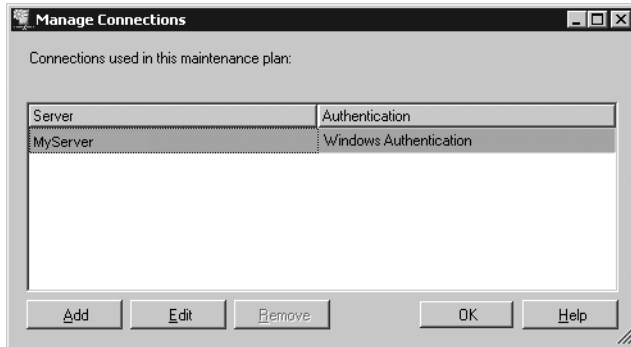 Manage Connections
Connections used in this maintenance plan:
Server Authentication
MyServer Windows Authentication
Add Edit Remove OK Help